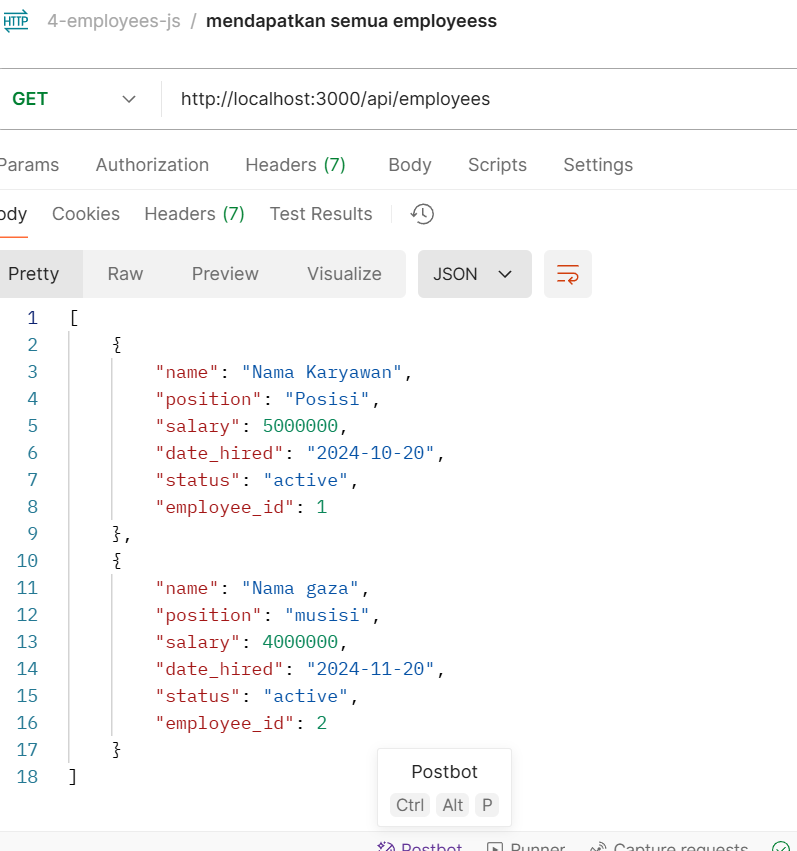 HTTP 4-employees-js / mendapatkan semua employeess
GET http://localhost:3000/api/employees
Params Authorization Headers (7) Body Scripts Settings
ody Cookies Headers (7) Test Results
Pretty Raw Preview Visualize JSON
1 [
2 {
3 "name": "Nama Karyawan",
4 "position": "Posisi",
5 "salary": 5000000,
6 "date_hired": "2024-10-20",
7 "status": "active",
8 "employee_id": 1
9 },
10 {
11 "name": "Nama gaza",
12 "position": "musisi",
13 "salary": 4000000,
14 "date_hired": "2024-11-20",
15 "status": "active",
16 "employee_id": 2
17 }
18 ]
Postbot
Ctrl Alt P
Postbot Runner Capture requests